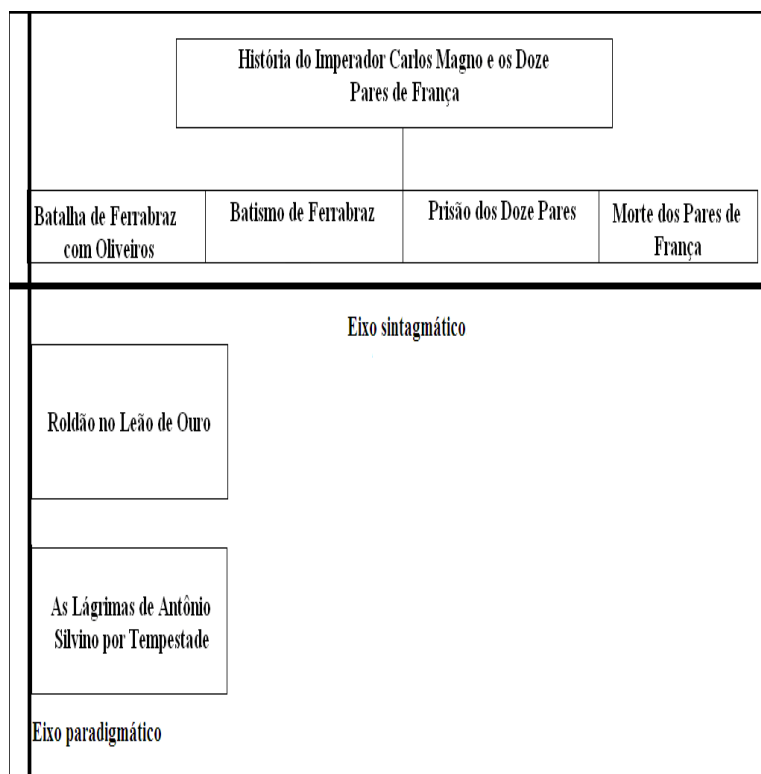 História do Imperador Carlos Magno e os Doze
Pares de França
Batalha de Ferrabraz
com Oliveiros
Batismo de Ferrabraz
Prisão dos Doze Pares
Morte dos Pares de
França
Eixo sintagmático
Roldão no Leão de Ouro
As Lágrimas de Antônio
Silvino por Tempestade
Eixo paradigmático